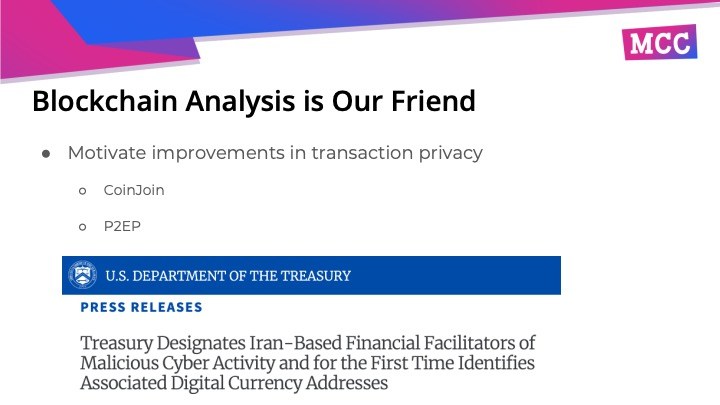 MCC
Blockchain Analysis is Our Friend
● Motivate improvements in transaction privacy
○ CoinJoin
○ P2EP
U.S. DEPARTMENT OF THE TREASURY
PRESS RELEASES
Treasury Designates Iran-Based Financial Facilitators of
Malicious Cyber Activity and for the First Time Identifies
Associated Digital Currency Addresses